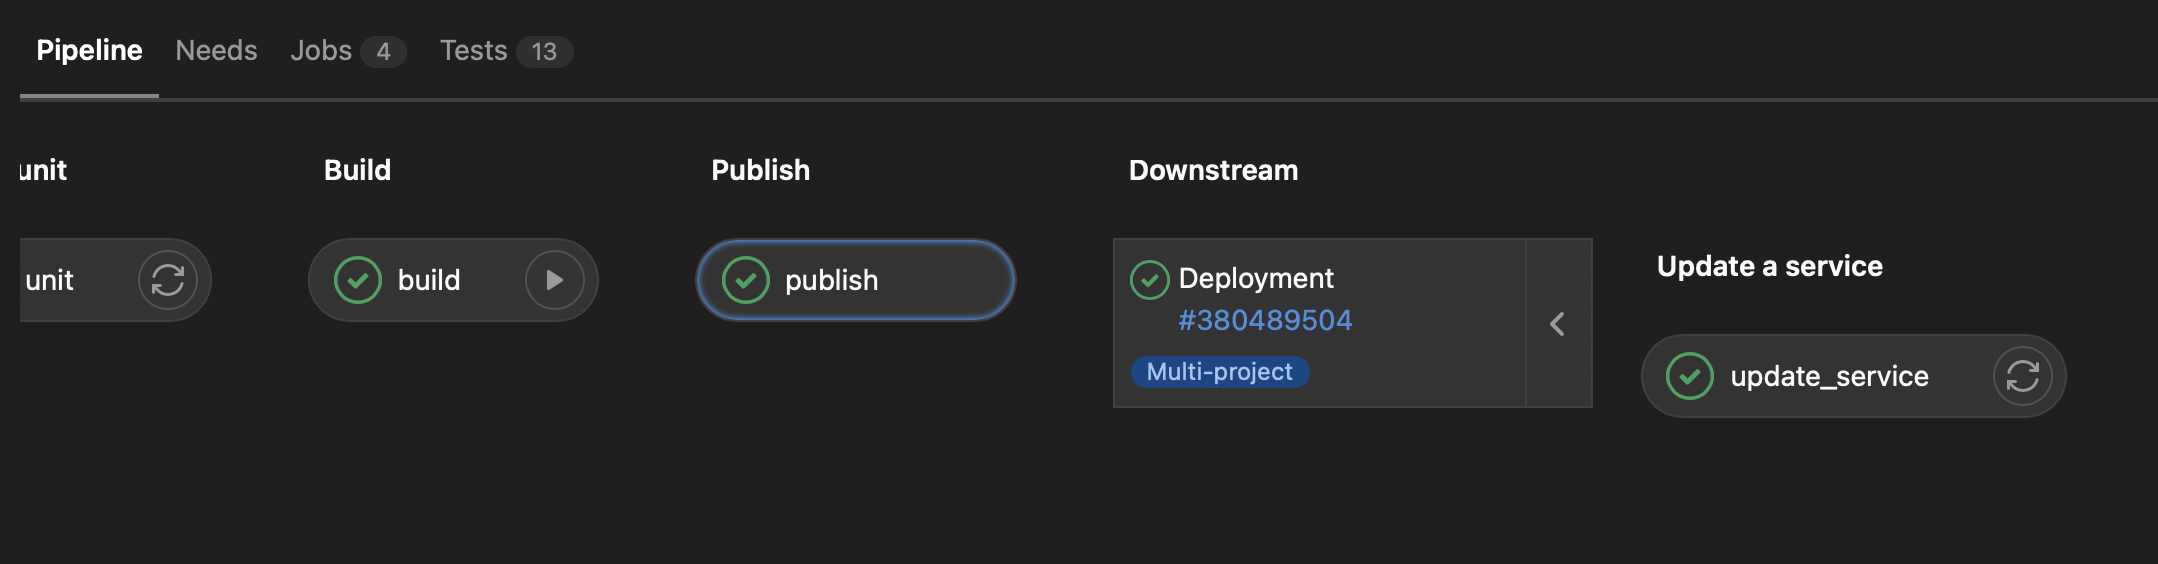 Pipeline Needs Jobs 4 Tests 13
unit Build Publish Downstream
unit build publish Deployment
#380489504
Multi-project
Update a service
update_service